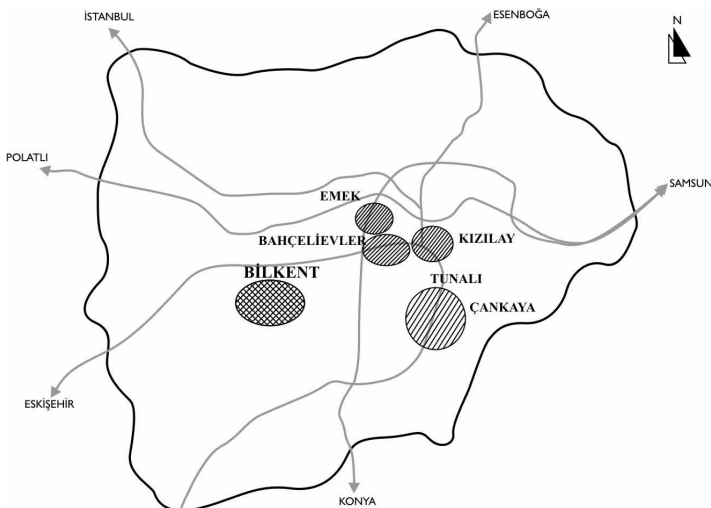 İSTANBUL
ESENBOĞA
N
POLATLI
SAMSUN
EMEK
BAHÇELİEVLER
KIZILAY
BİLKENT
TUNALI
ÇANKAYA
ESKİŞEHİR
KONYA